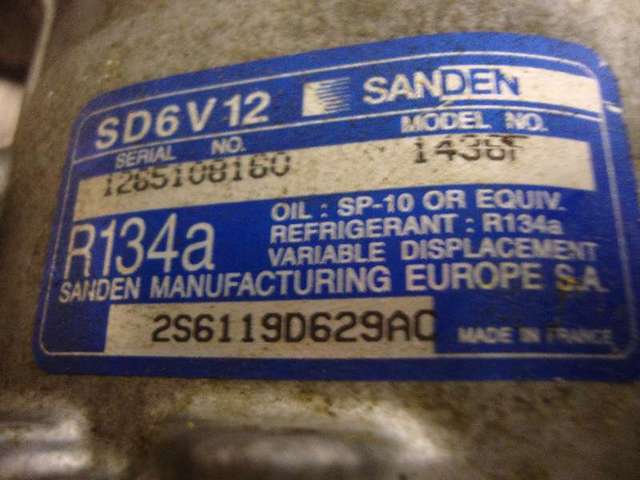 SD6V12 SANDEN
SERIAL NO. MODEL NO.
1265108160 1436F
R134a
OIL : SP-10 OR EQUIV.
REFRIGERANT : R134a
VARIABLE DISPLACEMENT
SANDEN MANUFACTURING EUROPE S.A.
2S6119D629AC MADE IN FRANCE